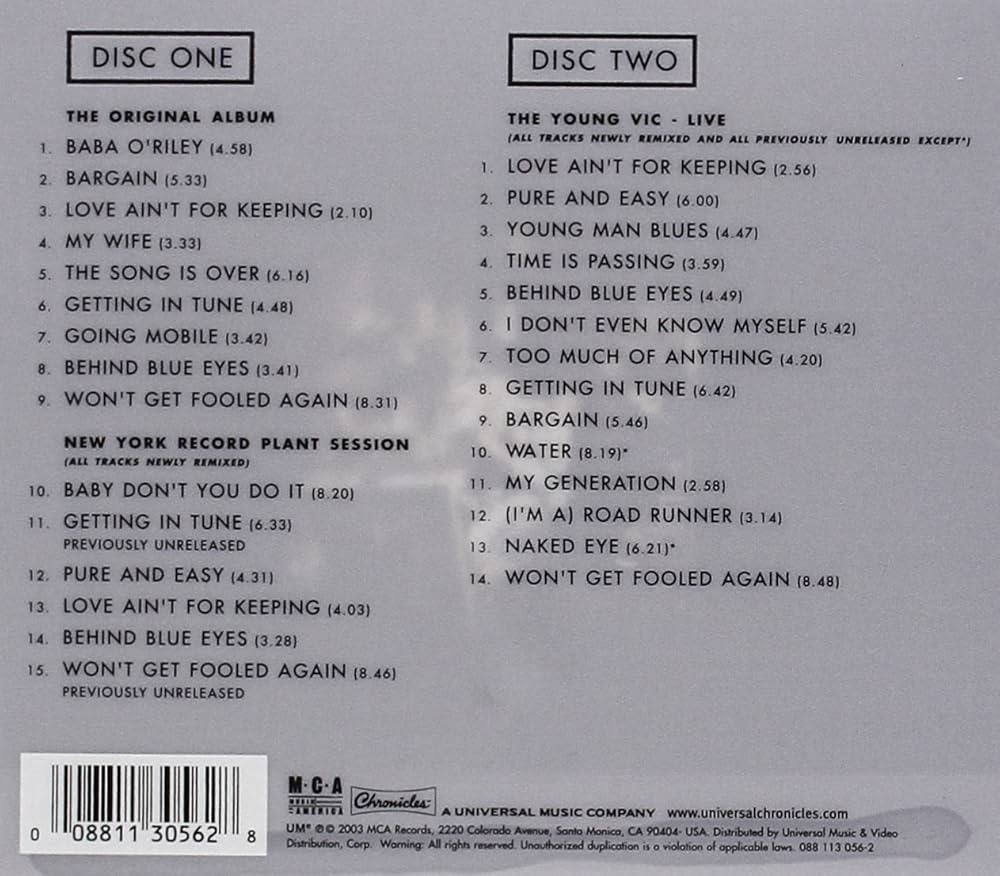 DISC ONE
THE ORIGINAL ALBUM
1. BABA O'RILEY (4.58)
2. BARGAIN (5.33)
3. LOVE AIN'T FOR KEEPING (2.10)
4. MY WIFE (3.33)
5. THE SONG IS OVER (6.16)
6. GETTING IN TUNE (4.48)
7. GOING MOBILE (3.42)
8. BEHIND BLUE EYES (3.41)
9. WON'T GET FOOLED AGAIN (8.31)
NEW YORK RECORD PLANT SESSION
(ALL TRACKS NEWLY REMIXED)
10. BABY DON'T YOU DO IT (8.20)
11. GETTING IN TUNE (6.33)
PREVIOUSLY UNRELEASED
12. PURE AND EASY (4.31)
13. LOVE AIN'T FOR KEEPING (4.03)
14. BEHIND BLUE EYES (3.28)
15. WON'T GET FOOLED AGAIN (8.46)
PREVIOUSLY UNRELEASED
DISC TWO
THE YOUNG VIC - LIVE
(ALL TRACKS NEWLY REMIXED AND ALL PREVIOUSLY UNRELEASED EXCEPT*)
1. LOVE AIN'T FOR KEEPING (2.56)
2. PURE AND EASY (6.00)
3. YOUNG MAN BLUES (4.47)
4. TIME IS PASSING (3.59)
5. BEHIND BLUE EYES (4.49)
6. I DON'T EVEN KNOW MYSELF (5.42)
7. TOO MUCH OF ANYTHING (4.20)
8. GETTING IN TUNE (6.42)
9. BARGAIN (5.46)
10. WATER (8.19)*
11. MY GENERATION (2.58)
12. (I'M A) ROAD RUNNER (3.14)
13. NAKED EYE (6.21)*
14. WON'T GET FOOLED AGAIN (8.48)
0 08811 30562 8
M·C·A
MUSIC
AMERICA
Chronicles
A UNIVERSAL MUSIC COMPANY www.universalchronicles.com
UM® ℗© 2003 MCA Records, 2220 Colorado Avenue, Santa Monica, CA 90404- USA. Distributed by Universal Music & Video
Distribution, Corp. Warning: All rights reserved. Unauthorized duplication is a violation of applicable laws. 088 113 056-2